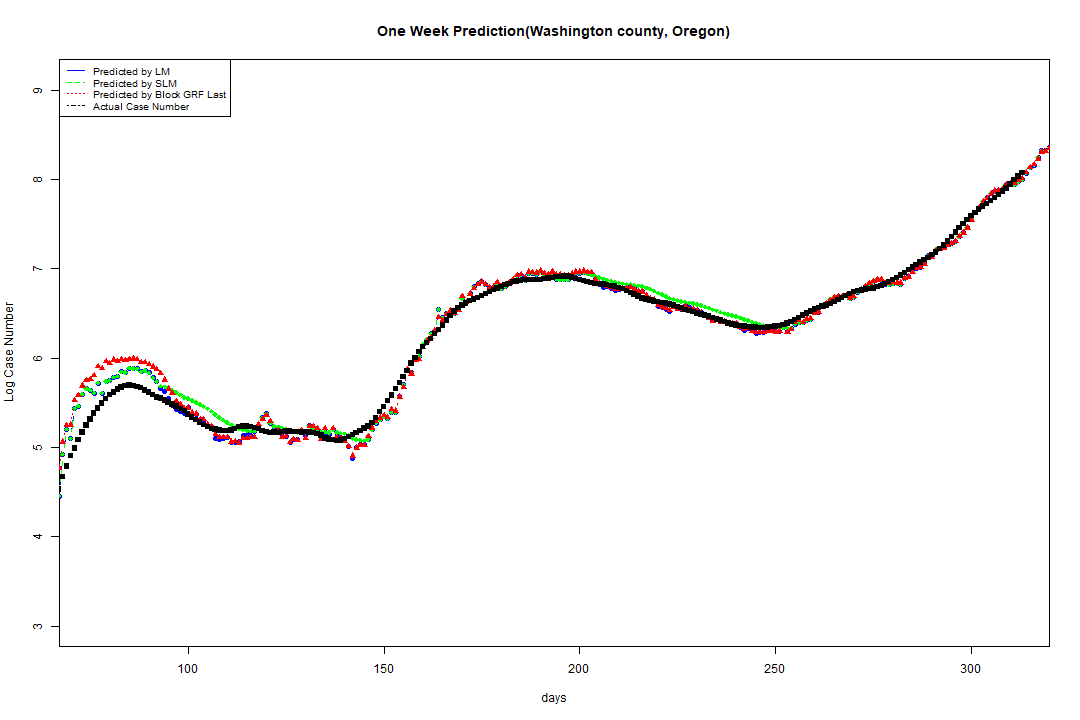 One Week Prediction(Washington county, Oregon)
Predicted by LM
Predicted by SLM
Predicted by Block GRF Last
Actual Case Number
9
8
7
6
5
4
3
Log Case Number
100 150 200 250 300
days